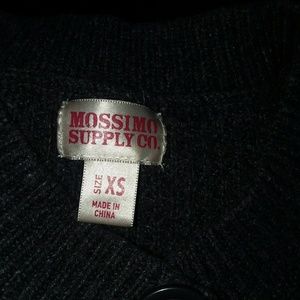 MOSSIMO
SUPPLY CO.
SIZE XS
MADE IN
CHINA